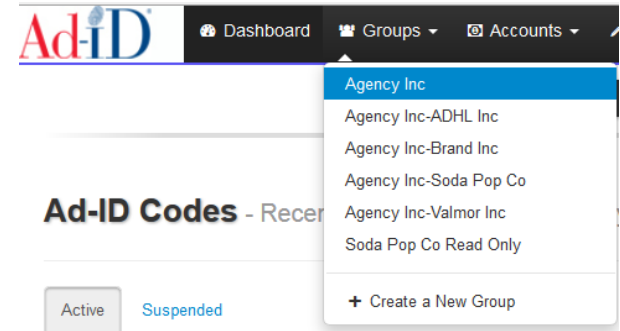 Ad-iD Dashboard Groups Accounts
Agency Inc
Agency Inc-ADHL Inc
Agency Inc-Brand Inc
Agency Inc-Soda Pop Co
Agency Inc-Valmor Inc
Soda Pop Co Read Only
+ Create a New Group
Ad-ID Codes - Recen
Active Suspended